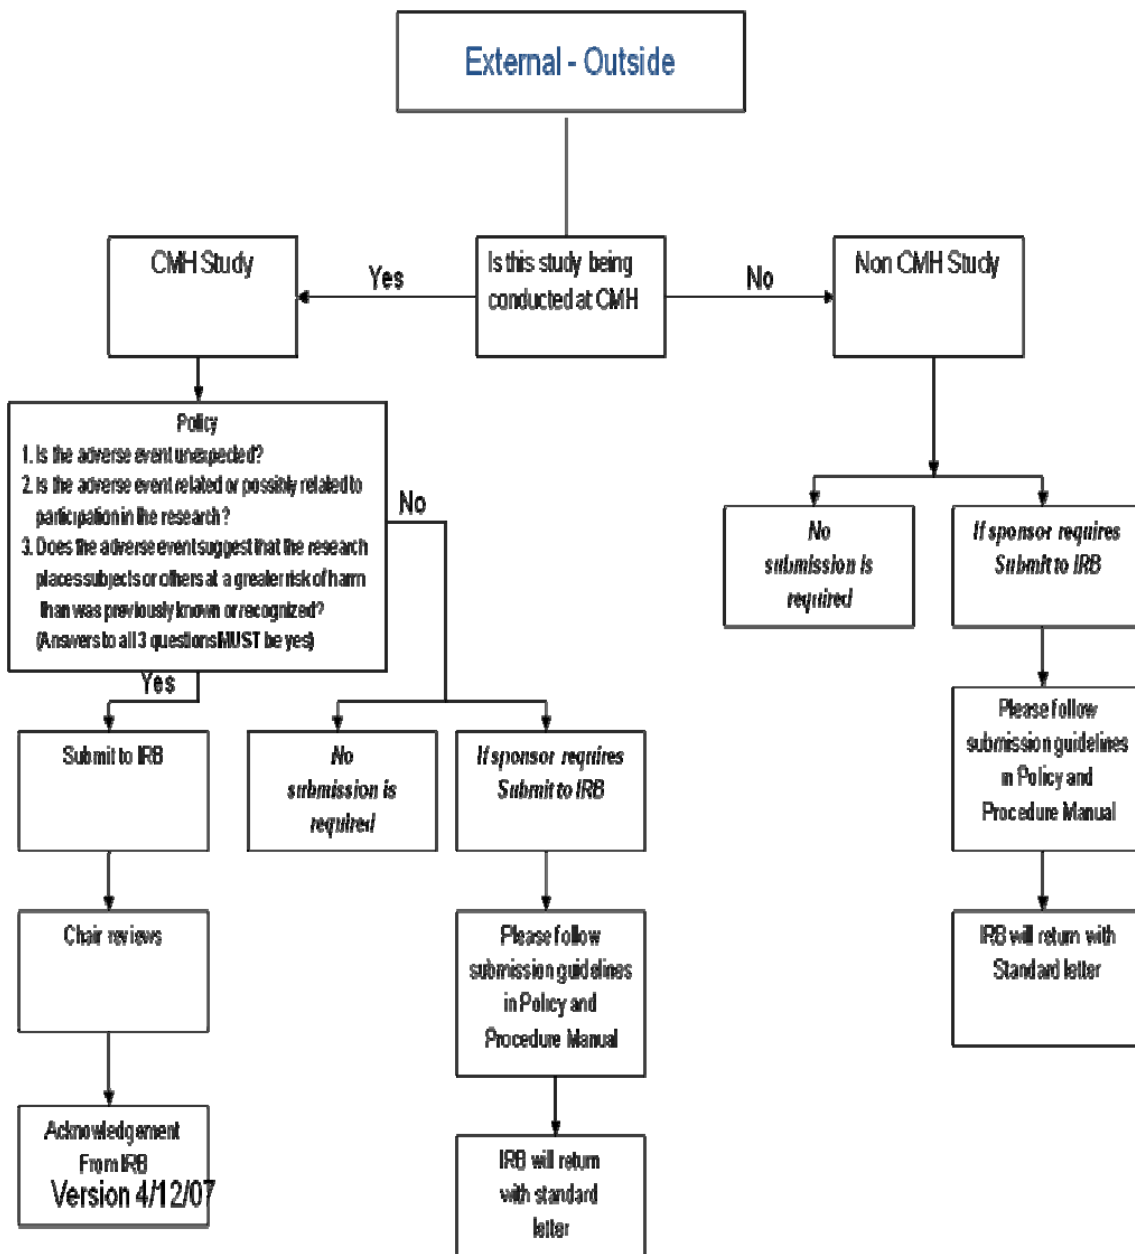 External - Outside
CMH Study
Yes
Is this study being
conducted at CMH
No
Non CMH Study
Policy
1. Is the adverse event unexpected?
2. Is the adverse event related or possibly related to
participation in the research?
3. Does the adverse event suggest that the research
places subjects or others at a greater risk of harm
than was previously known or recognized?
(Answers to all 3 questions MUST be yes)
No
Yes
No
submission is
required
If sponsor requires
Submit to IRB
Please follow
submission guidelines
in Policy and
Procedure Manual
IRB will return with
Standard letter
Submit to IRB
Chair reviews
Acknowledgement
From IRB
Version 4/12/07
No
submission is
required
If sponsor requires
Submit to IRB
Please follow
submission guidelines
in Policy and
Procedure Manual
IRB will return
with standard
letter